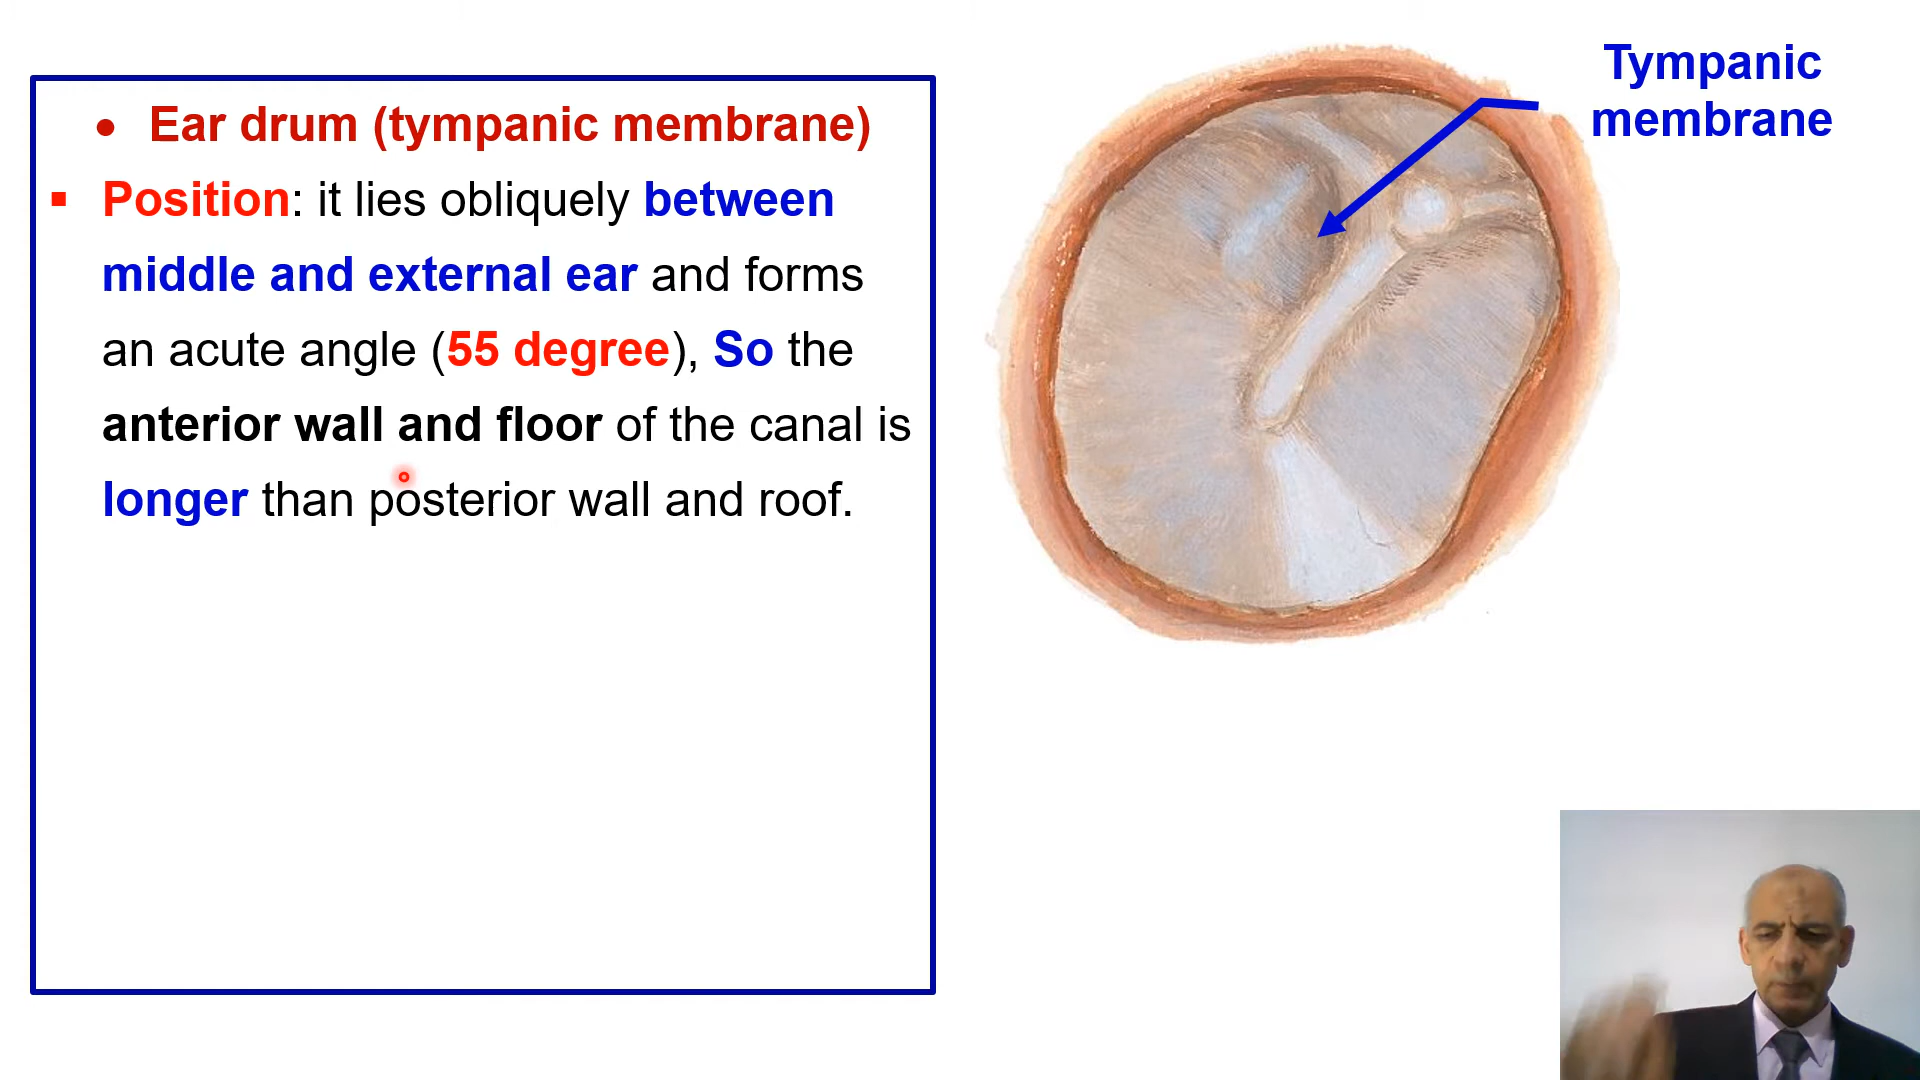 • Ear drum (tympanic membrane)
▪ Position: it lies obliquely between
middle and external ear and forms
an acute angle (55 degree), So the
anterior wall and floor of the canal is
longer than posterior wall and roof.
Tympanic
membrane